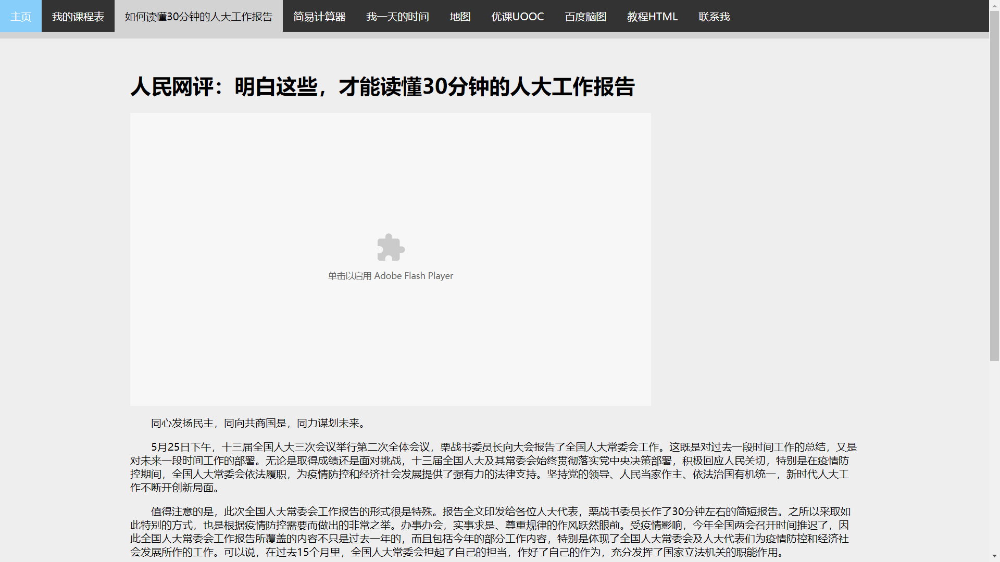 主页 我的课程表 如何读懂30分钟的人大工作报告 简易计算器 我一天的时间 地图 优课UOOC 百度脑图 教程HTML 联系我
人民网评：明白这些，才能读懂30分钟的人大工作报告
单击以启用 Adobe Flash Player
同心发扬民主，同向共商国是，同力谋划未来。
5月25日下午，十三届全国人大三次会议举行第二次全体会议，栗战书委员长向大会报告了全国人大常委会工作。这既是对过去一段时间工作的总结，又是
对未来一段时间工作的部署。无论是取得成绩还是面对挑战，十三届全国人大及其常委会始终贯彻落实党中央决策部署，积极回应人民关切，特别是在疫情防
控期间，全国人大常委会依法履职，为疫情防控和经济社会发展提供了强有力的法律支持。坚持党的领导、人民当家作主、依法治国有机统一，新时代人大工
作不断开创新局面。
值得注意的是，此次全国人大常委会工作报告的形式很是特殊。报告全文印发给各位人大代表，栗战书委员长作了30分钟左右的简短报告。之所以采取如
此特别的方式，也是根据疫情防控需要而做出的非常之举。办事办会，实事求是、尊重规律的作风跃然眼前。受疫情影响，今年全国两会召开时间推迟了，因
此全国人大常委会工作报告所覆盖的内容不只是过去一年的，而且包括今年的部分工作内容，特别是体现了全国人大常委会及人大代表们为疫情防控和经济社
会发展所作的工作。可以说，在过去15个月里，全国人大常委会担起了自己的担当，作好了自己的作为，充分发挥了国家立法机关的职能作用。